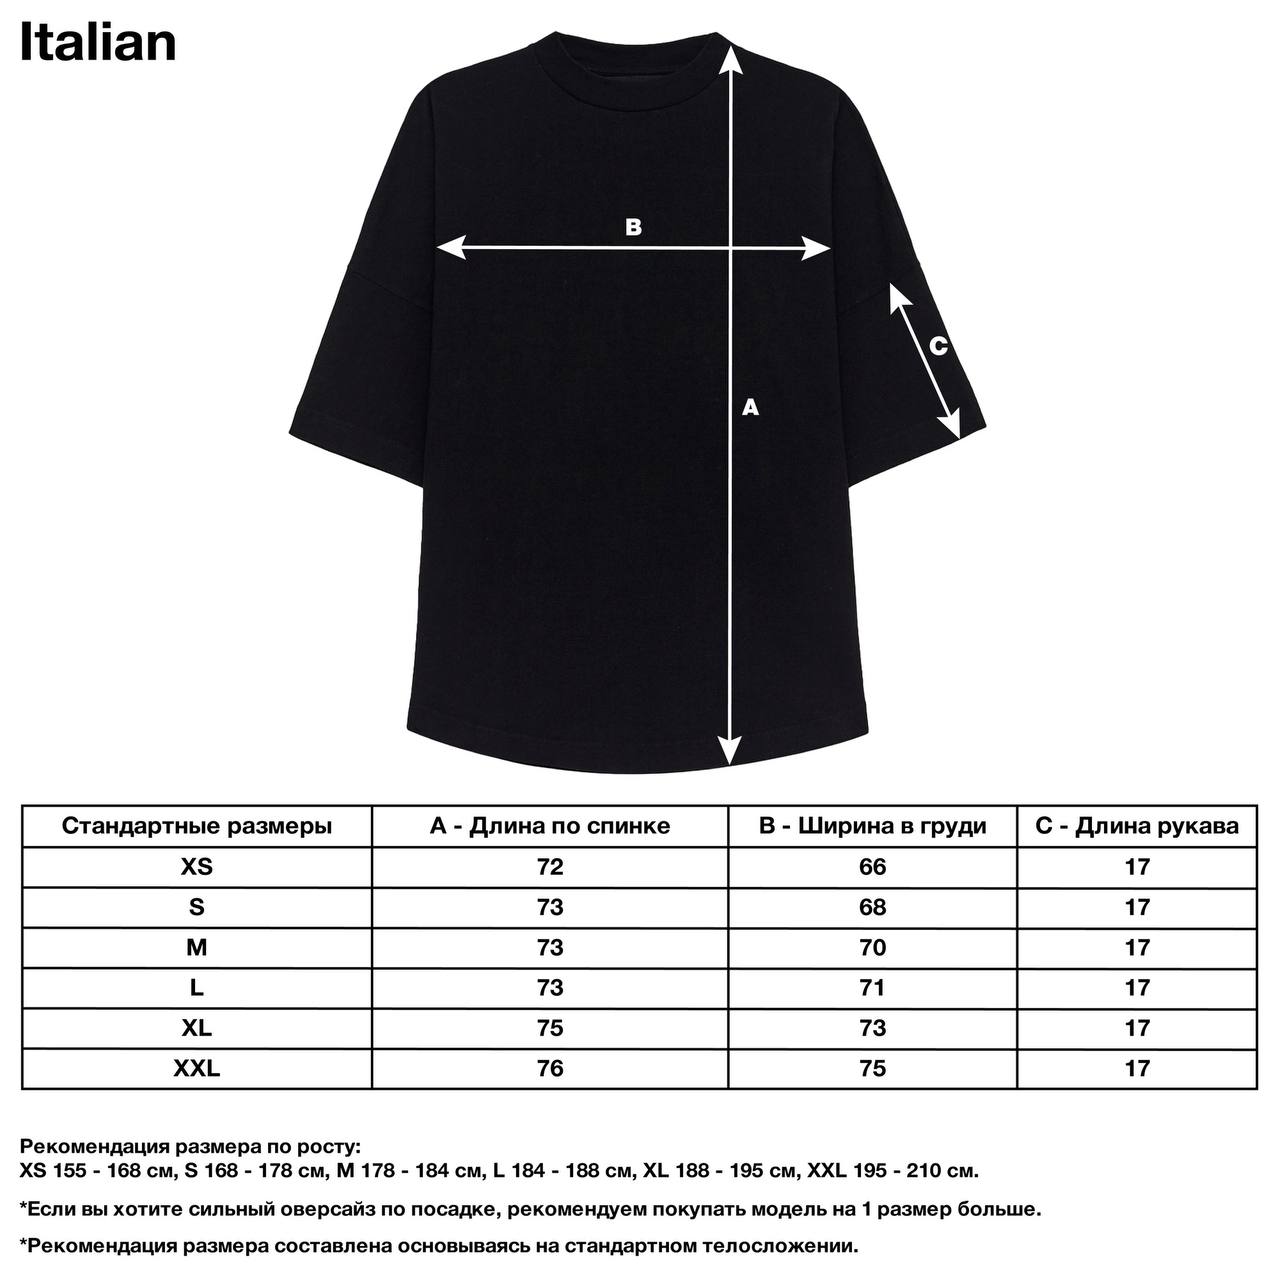 Italian
B
C
A
Стандартные размеры A - Длина по спинке B - Ширина в груди C - Длина рукава
XS 72 66 17
S 73 68 17
M 73 70 17
L 73 71 17
XL 75 73 17
XXL 76 75 17
Рекомендация размера по росту:
XS 155 - 168 см, S 168 - 178 см, M 178 - 184 см, L 184 - 188 см, XL 188 - 195 см, XXL 195 - 210 см.
*Если вы хотите сильный оверсайз по посадке, рекомендуем покупать модель на 1 размер больше.
*Рекомендация размера составлена основываясь на стандартном телосложении.